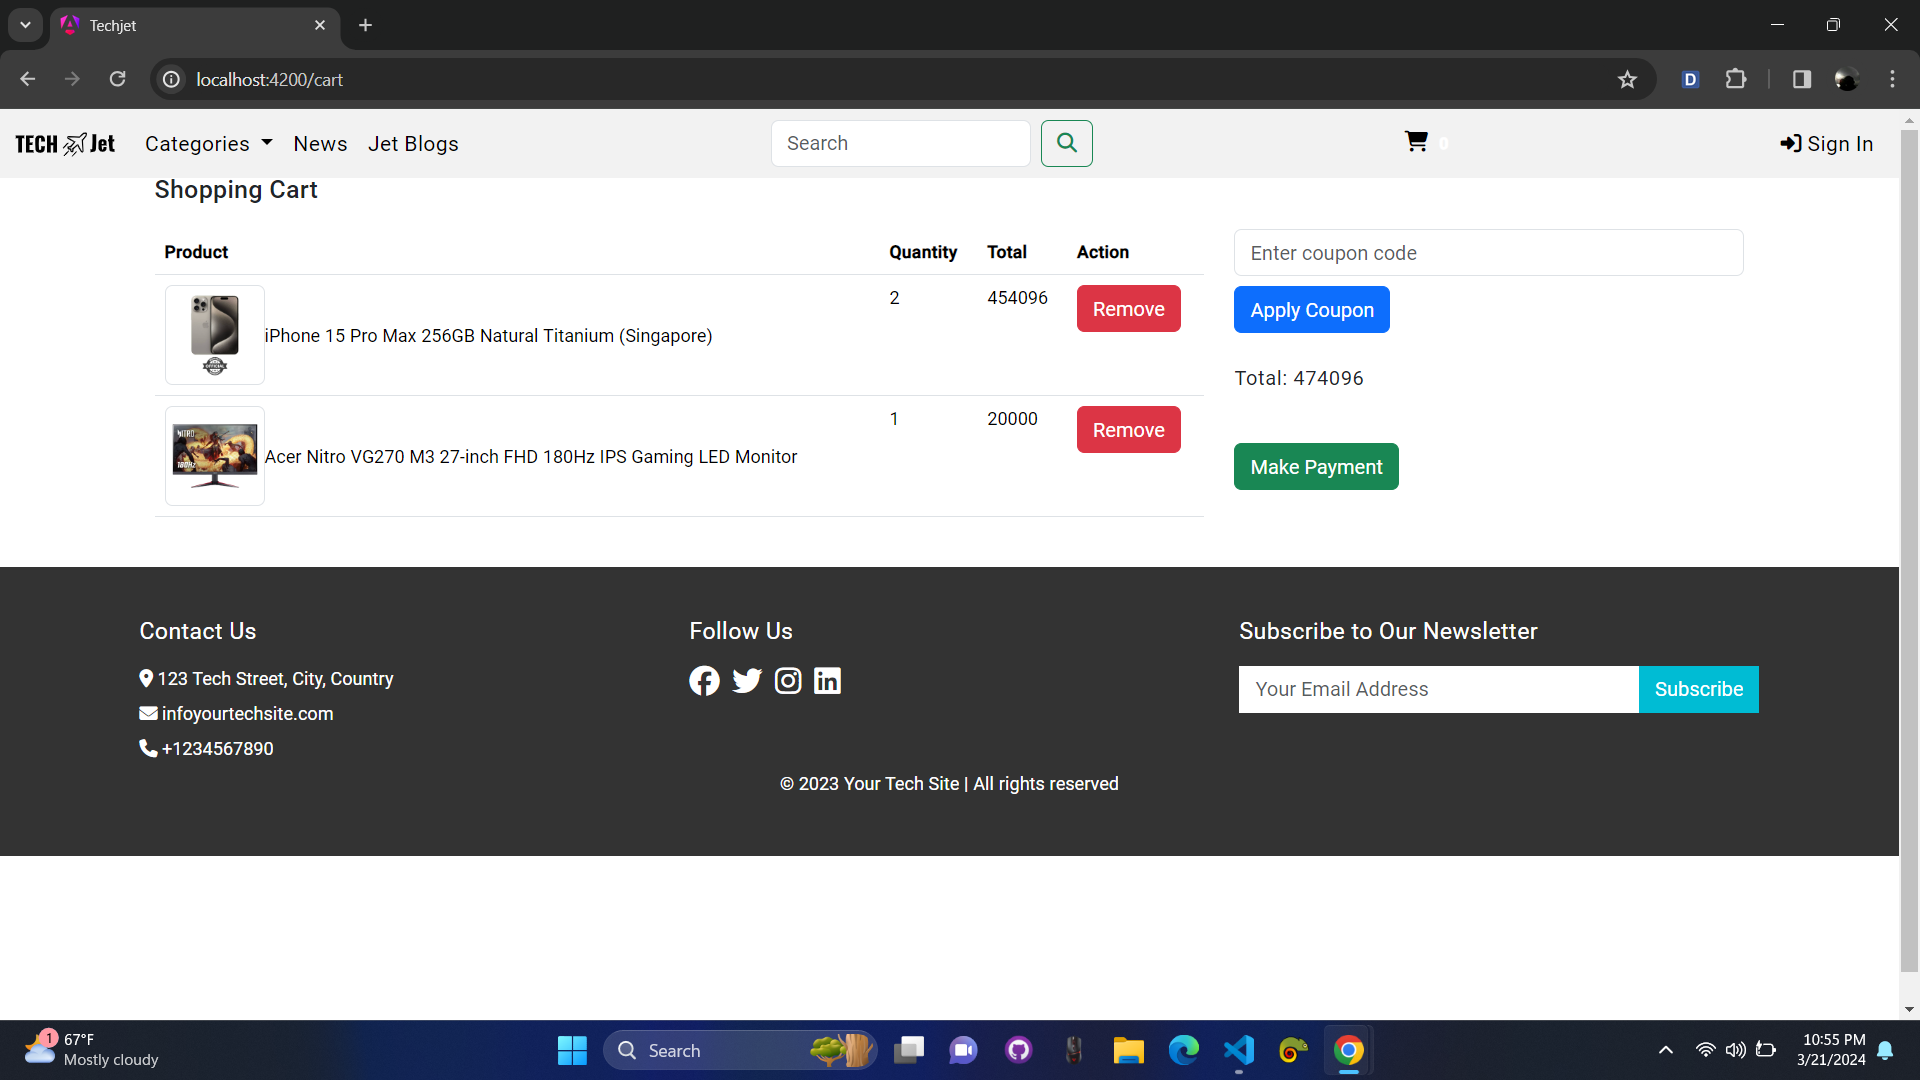 Techjet
localhost:4200/cart
D
TECH Jet
Categories
News
Jet Blogs
Search
0
Sign In
Shopping Cart
Product
Quantity
Total
Action
iPhone 15 Pro Max 256GB Natural Titanium (Singapore)
2
454096
Remove
OFFICIAL
NITRO
180Hz
Acer Nitro VG270 M3 27-inch FHD 180Hz IPS Gaming LED Monitor
1
20000
Remove
Enter coupon code
Apply Coupon
Total: 474096
Make Payment
Contact Us
123 Tech Street, City, Country
infoyourtechsite.com
+1234567890
Follow Us
Subscribe to Our Newsletter
Your Email Address
Subscribe
© 2023 Your Tech Site | All rights reserved
1
67°F
Mostly cloudy
Search
10:55 PM
3/21/2024